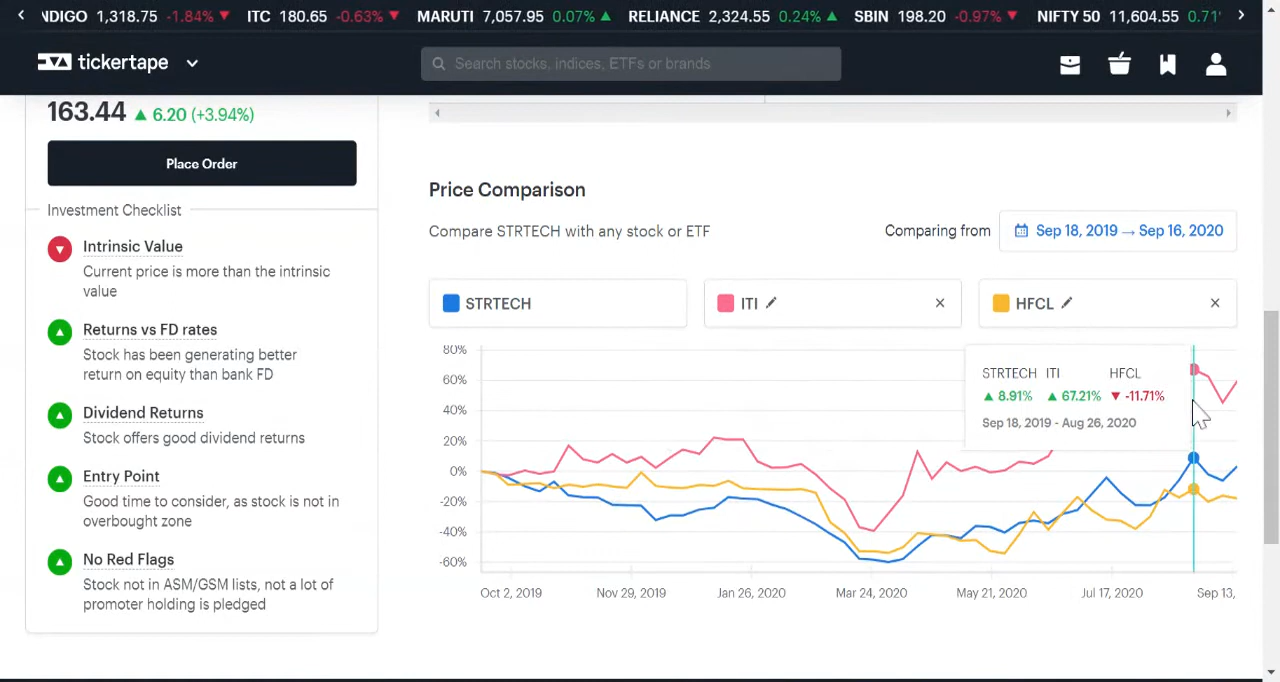 NDIGO 1,318.75 -1.84% ▼ ITC 180.65 -0.63% ▼ MARUTI 7,057.95 0.07% ▲ RELIANCE 2,324.55 0.24% ▲ SBIN 198.20 -0.97% ▼ NIFTY 50 11,604.55 0.71
tickertape
Search stocks, indices, ETFs or brands
163.44 ▲ 6.20 (+3.94%)
Place Order
Investment Checklist
Intrinsic Value
Current price is more than the intrinsic
value
Returns vs FD rates
Stock has been generating better
return on equity than bank FD
Dividend Returns
Stock offers good dividend returns
Entry Point
Good time to consider, as stock is not in
overbought zone
No Red Flags
Stock not in ASM/GSM lists, not a lot of
promoter holding is pledged
Price Comparison
Compare STRTECH with any stock or ETF
Comparing from Sep 18, 2019 → Sep 16, 2020
STRTECH ITI HFCL
80%
60%
40%
20%
0%
-20%
-40%
-60%
STRTECH ITI HFCL
▲ 8.91% ▲ 67.21% ▼ -11.71%
Sep 18, 2019 - Aug 26, 2020
Oct 2, 2019 Nov 29, 2019 Jan 26, 2020 Mar 24, 2020 May 21, 2020 Jul 17, 2020 Sep 13,